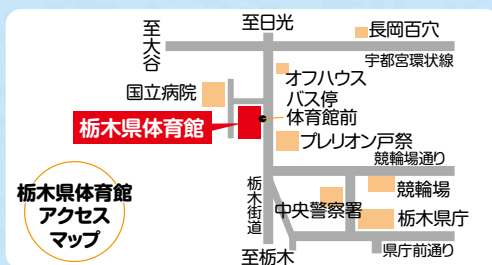 至日光
至大谷
長岡百穴
宇都宮環状線
オフハウス
国立病院
バス停
体育館前
栃木県体育館
プレリオン戸祭
競輪場通り
栃木県体育館
アクセス
マップ
栃木街道
中央警察署
競輪場
栃木県庁
県庁前通り
至栃木